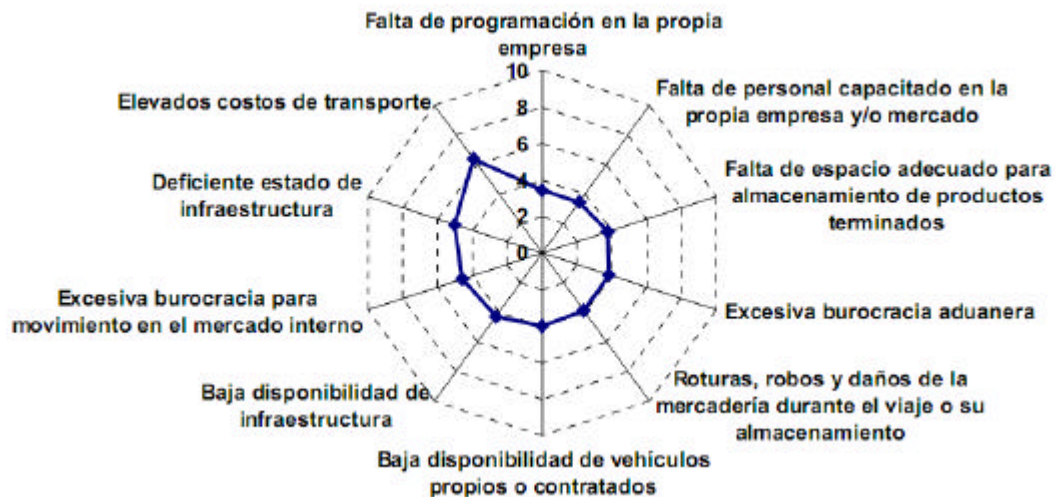 Falta de programación en la propia
empresa
10
8
6
4
2
0
Falta de personal capacitado en la
propia empresa y/o mercado
Falta de espacio adecuado para
almacenamiento de productos
terminados
Excesiva burocracia aduanera
Roturas, robos y daños de la
mercadería durante el viaje o su
almacenamiento
Baja disponibilidad de vehículos
propios o contratados
Baja disponibilidad de
infraestructura
Excesiva burocracia para
movimiento en el mercado interno
Deficiente estado de
infraestructura
Elevados costos de transporte